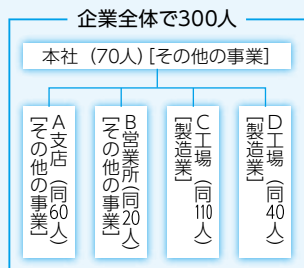 企業全体で300人
本社（70人）[その他の事業]
A支店（同60人）
[その他の事業]
B営業所（同20人）
[その他の事業]
C工場（同110人）
[製造業]
D工場（同40人）
[製造業]